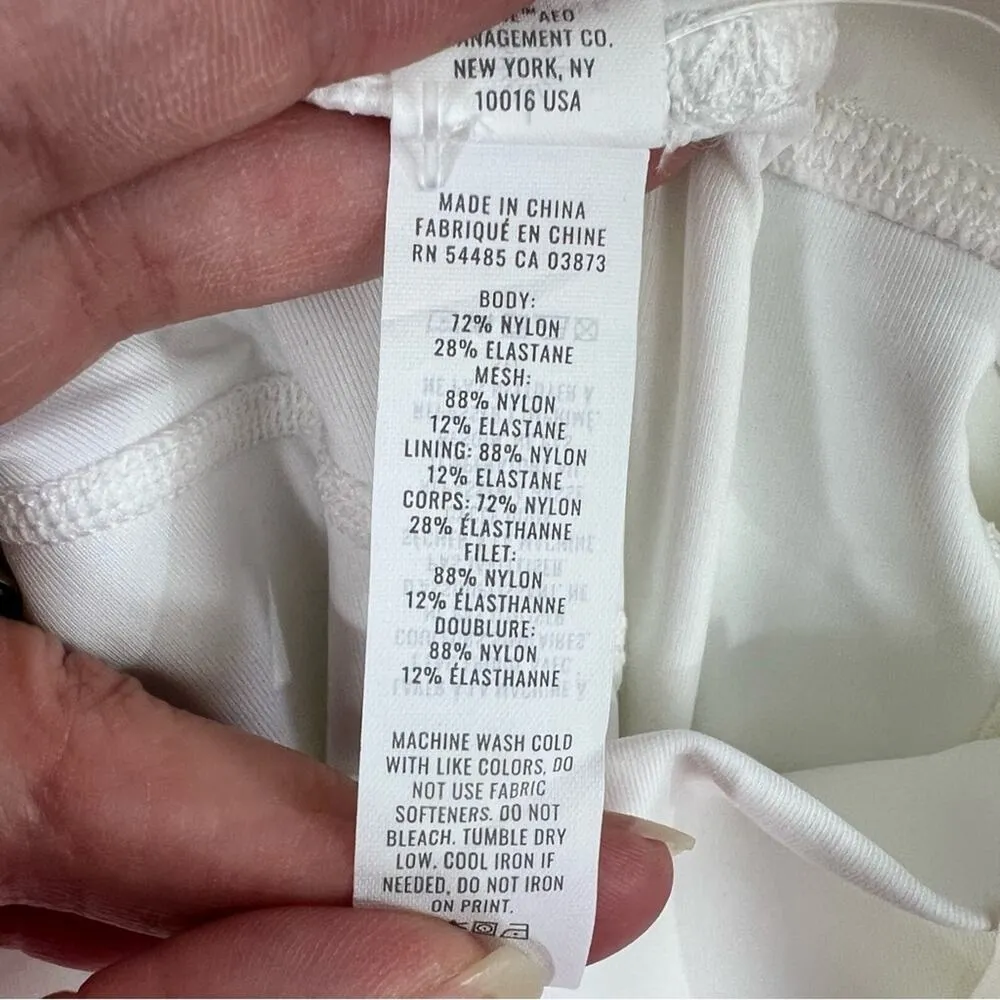 AEO
MANAGEMENT CO.
NEW YORK, NY
10016 USA
MADE IN CHINA
FABRIQUÉ EN CHINE
RN 54485 CA 03873
BODY:
72% NYLON
28% ELASTANE
MESH:
88% NYLON
12% ELASTANE
LINING: 88% NYLON
12% ELASTANE
CORPS: 72% NYLON
28% ÉLASTHANNE
FILET:
88% NYLON
12% ÉLASTHANNE
DOUBLURE:
88% NYLON
12% ÉLASTHANNE
MACHINE WASH COLD
WITH LIKE COLORS, DO
NOT USE FABRIC
SOFTENERS. DO NOT
BLEACH. TUMBLE DRY
LOW. COOL IRON IF
NEEDED, DO NOT IRON
ON PRINT.